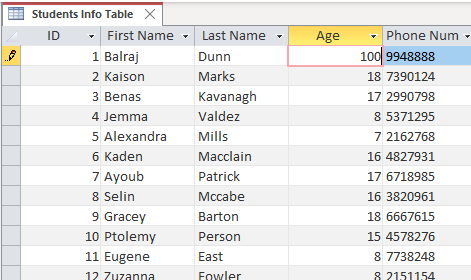 Students Info Table
ID First Name Last Name Age Phone Num
1 Balraj Dunn 100 9948888
2 Kaison Marks 18 7390124
3 Benas Kavanagh 17 2990798
4 Jemma Valdez 8 5371295
5 Alexandra Mills 7 2162768
6 Kaden Macclain 16 4827931
7 Ayoub Patrick 17 6718985
8 Selin Mccabe 16 3820961
9 Gracey Barton 18 6667615
10 Ptolemy Person 15 4578276
11 Eugene East 8 7738248
12 Zuzanna Fowler 8 2151154